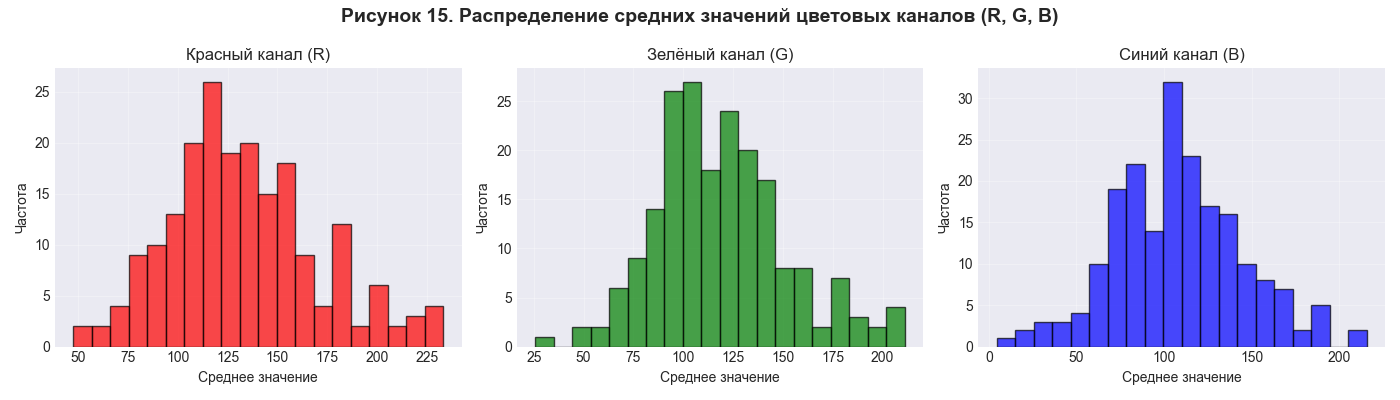 Рисунок 15. Распределение средних значений цветовых каналов (R, G, B)
Красный канал (R)
Частота
25
20
15
10
5
0
50 75 100 125 150 175 200 225
Среднее значение
Зелёный канал (G)
Частота
25
20
15
10
5
0
25 50 75 100 125 150 175 200
Среднее значение
Синий канал (B)
Частота
30
25
20
15
10
5
0
0 50 100 150 200
Среднее значение